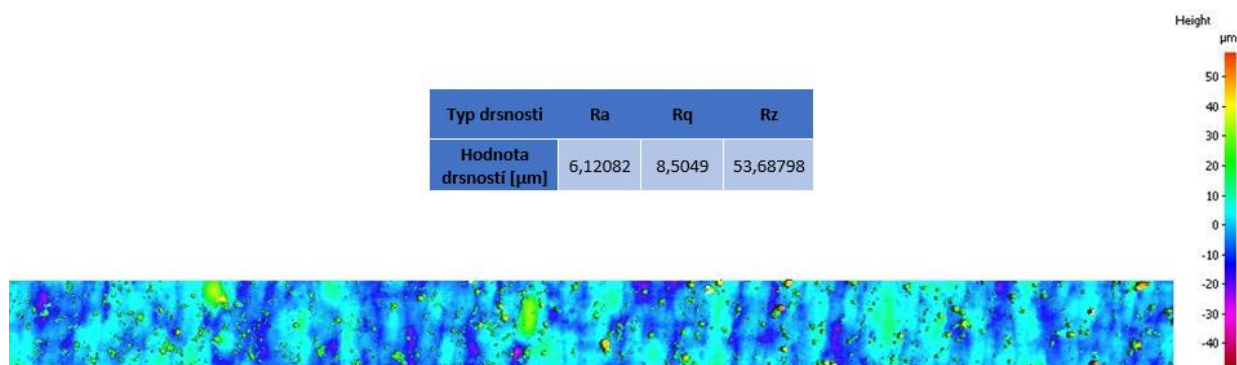 Height
µm
50
40
30
20
10
0
-10
-20
-30
-40
Typ drsnosti Ra Rq Rz
Hodnota
drsností [µm] 6,12082 8,5049 53,68798